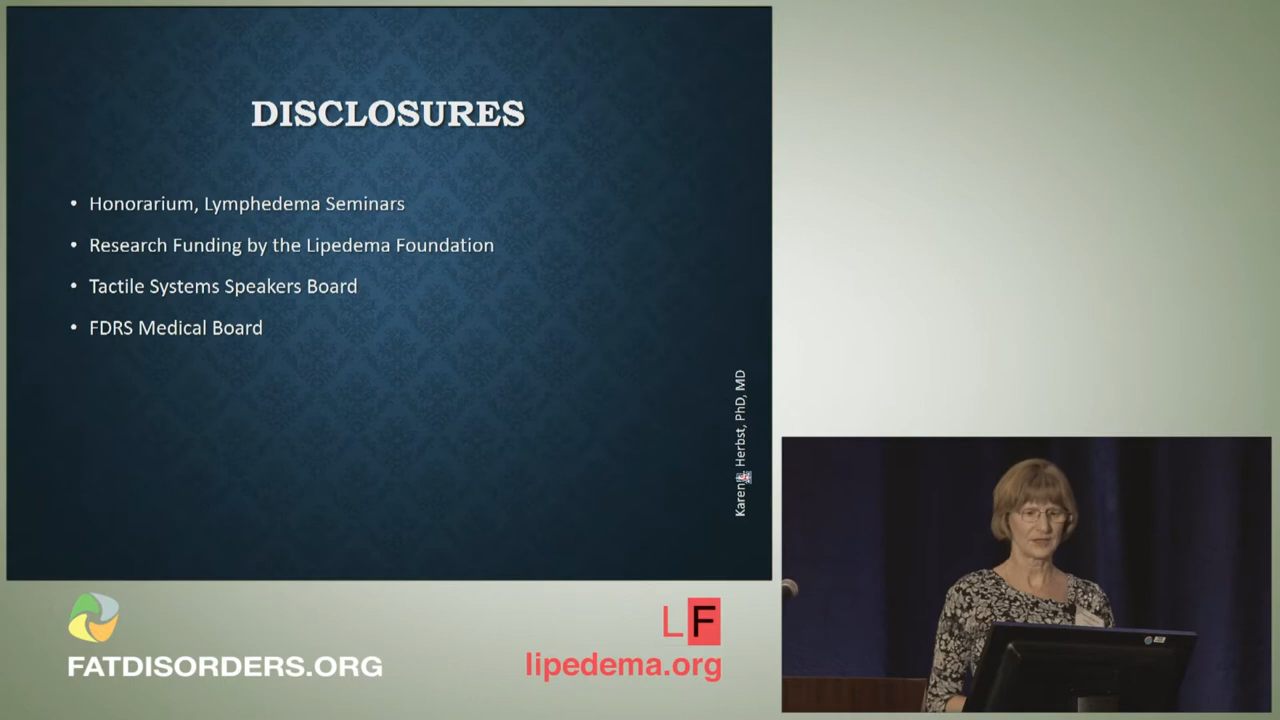 DISCLOSURES
• Honorarium, Lymphedema Seminars
• Research Funding by the Lipedema Foundation
• Tactile Systems Speakers Board
• FDRS Medical Board
Karen Herbst, PhD, MD
FATDISORDERS.ORG
LF
lipedema.org